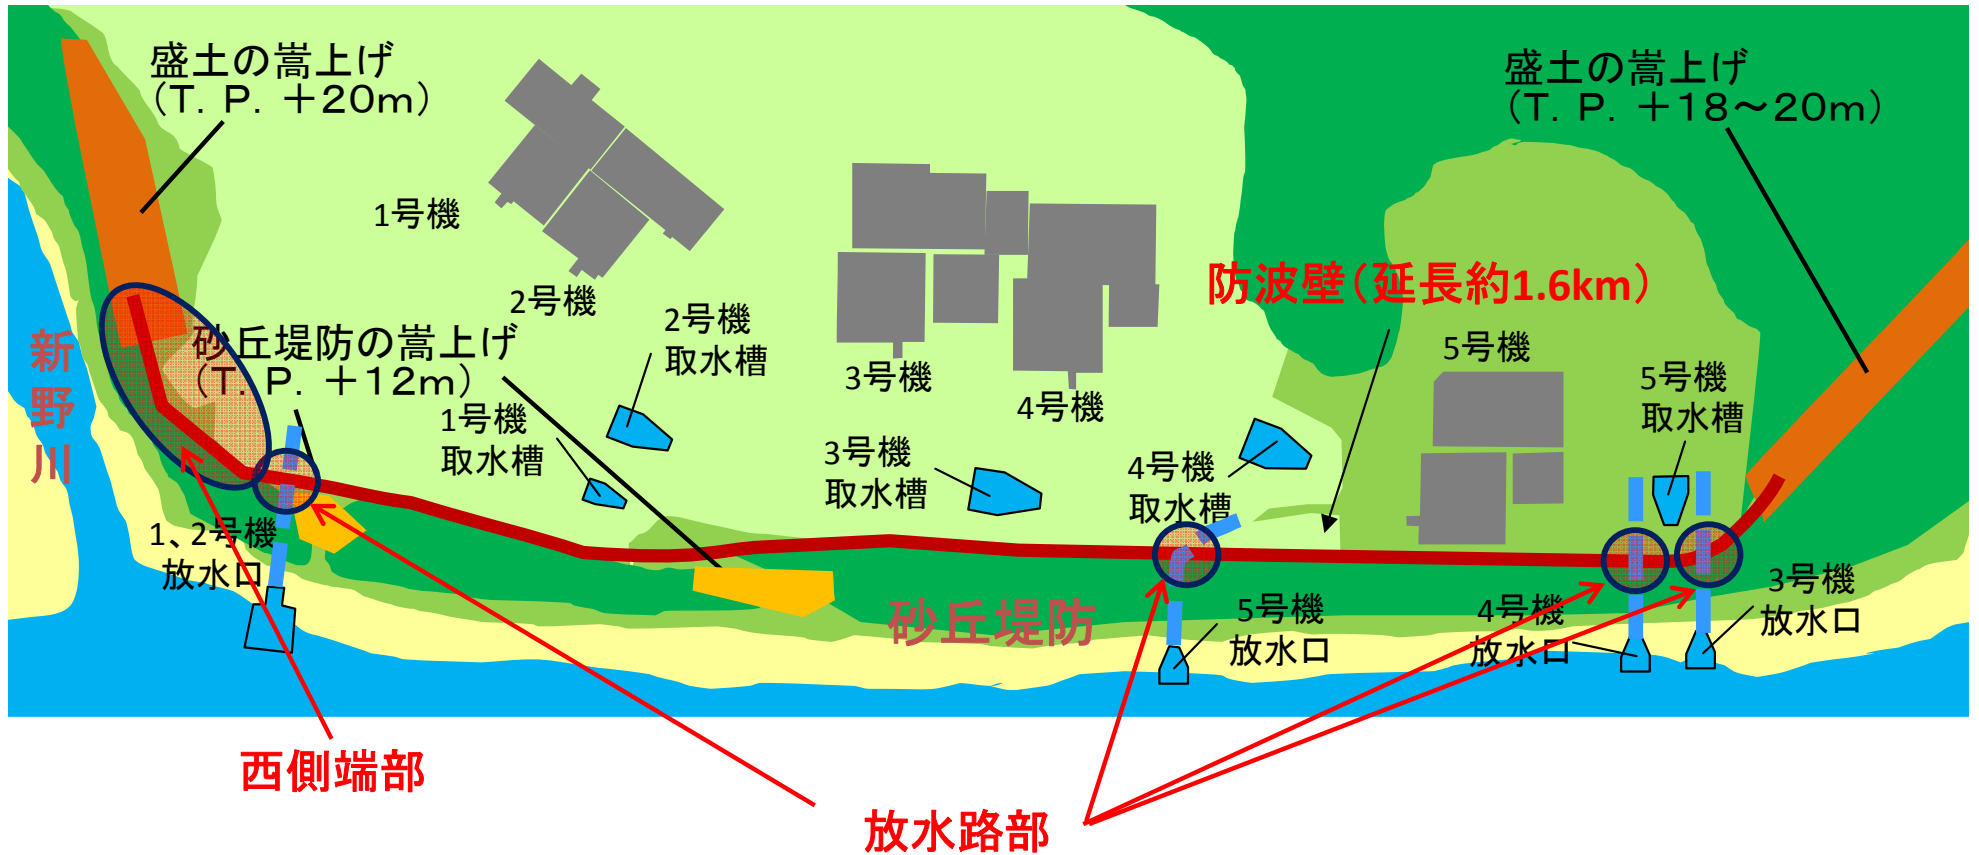 盛土の嵩上げ
（T．P．＋20m）
盛土の嵩上げ
（T．P．＋18～20m）
1号機
2号機
防波壁（延長約1.6km）
砂丘堤防の嵩上げ
（T．P．＋12m）
2号機
取水槽
3号機
4号機
5号機
5号機
取水槽
新野川
1号機
取水槽
3号機
取水槽
4号機
取水槽
1、2号機
放水口
砂丘堤防
5号機
放水口
4号機
放水口
3号機
放水口
西側端部
放水路部